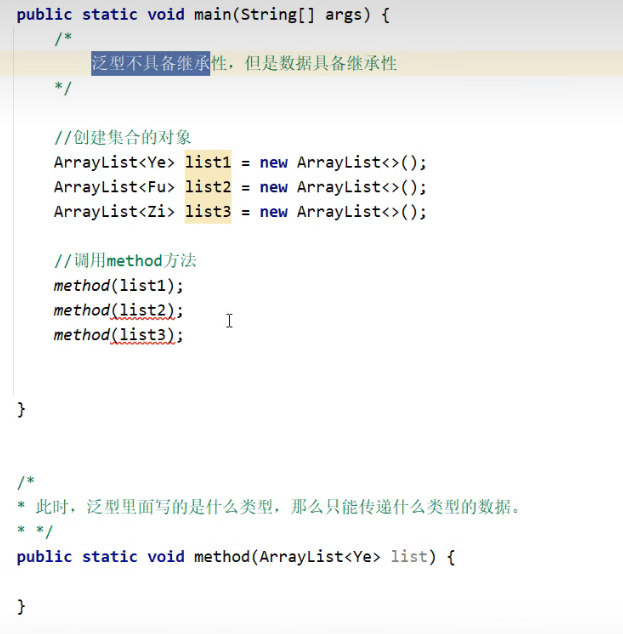 public static void main(String[] args) {
/*
泛型不具备继承性，但是数据具备继承性
*/
//创建集合的对象
ArrayList<Ye> list1 = new ArrayList<>();
ArrayList<Fu> list2 = new ArrayList<>();
ArrayList<Zi> list3 = new ArrayList<>();
//调用method方法
method(list1);
method(list2);
method(list3);
}
/*
* 此时，泛型里面写的是什么类型，那么只能传递什么类型的数据。
* */
public static void method(ArrayList<Ye> list) {
}